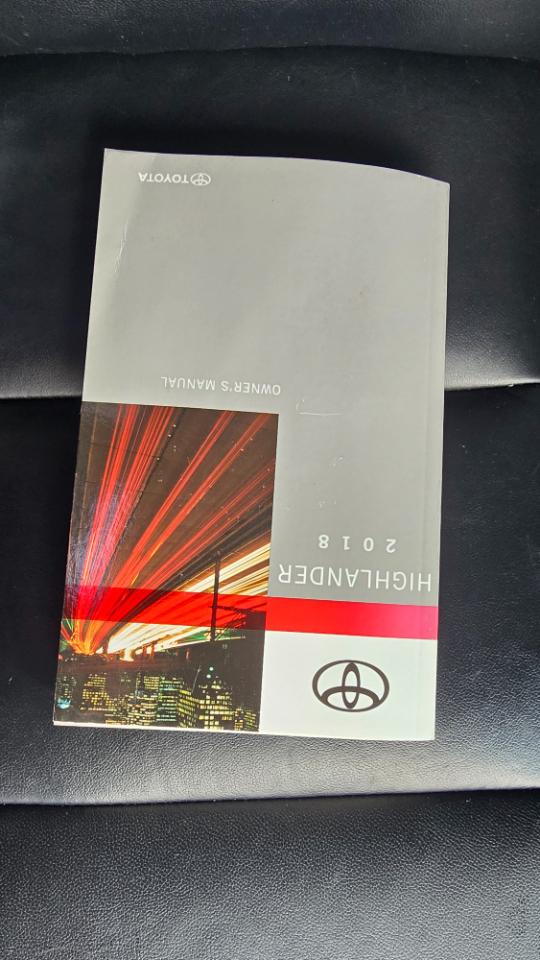 HIGHLANDER
2018
OWNER'S MANUAL
TOYOTA